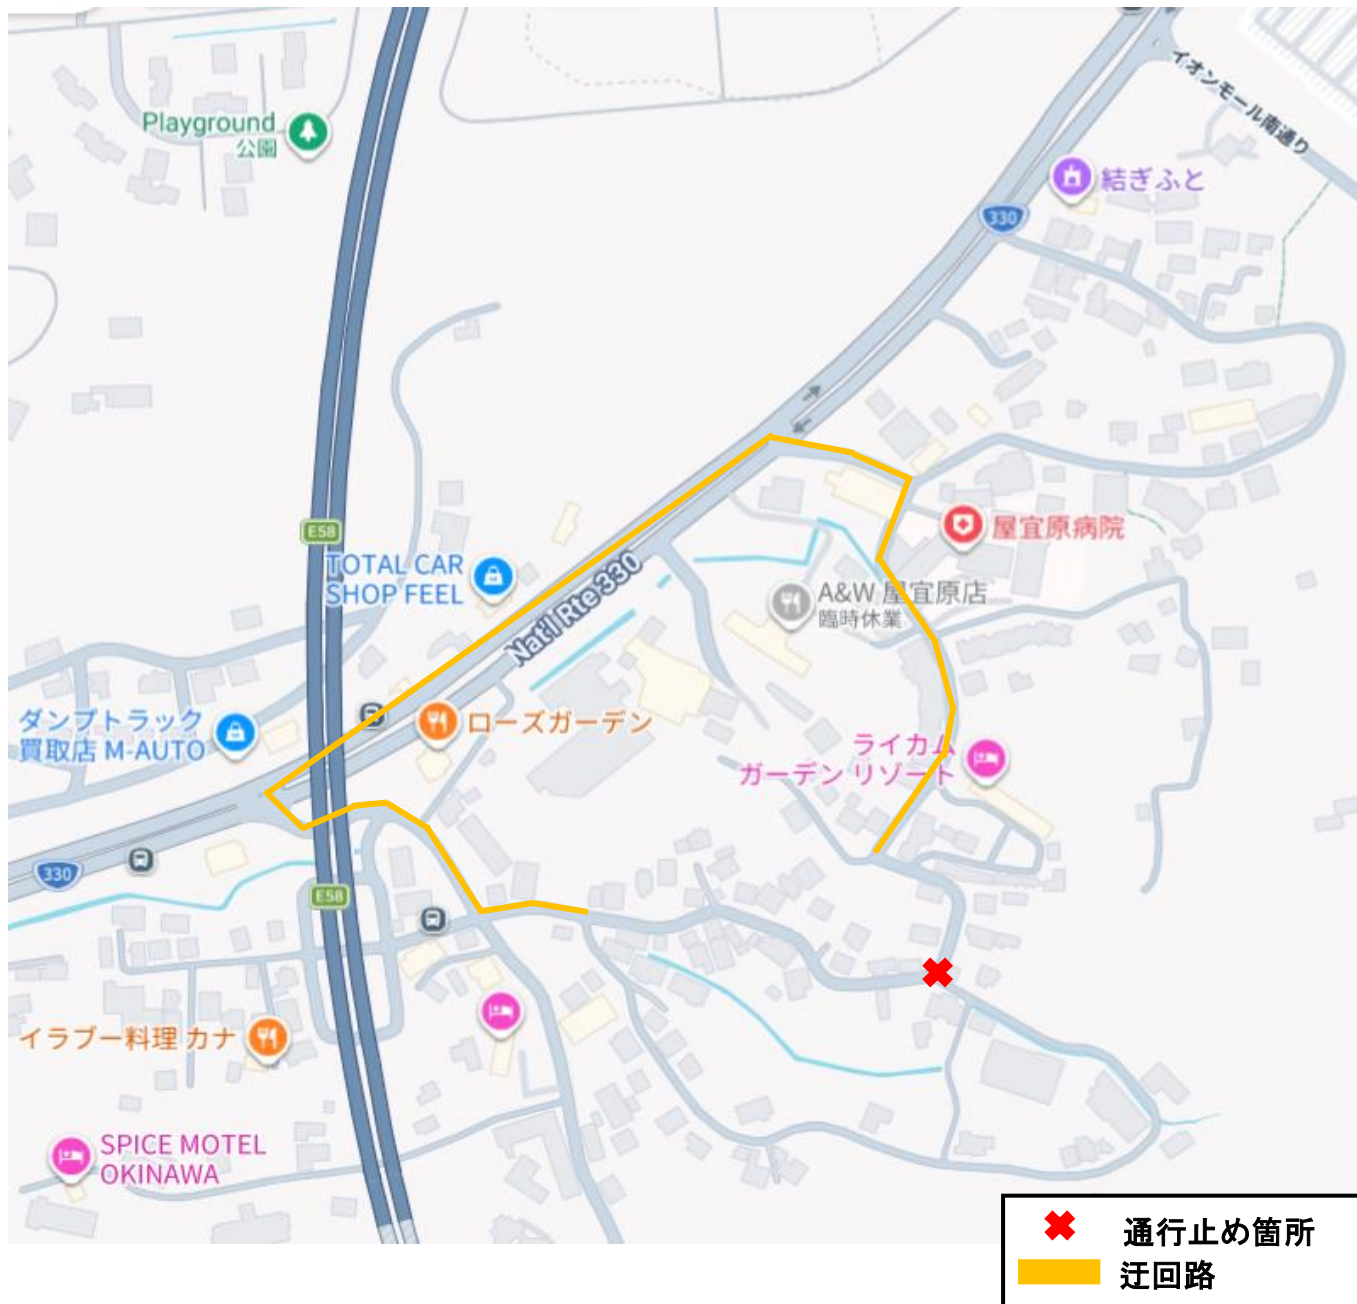 Playground
公園
イオンモール南通り
結ぎふと
330
E58
TOTAL CAR
SHOP FEEL
Nat'l Rte 330
屋宜原病院
A&W 屋宜原店
臨時休業
ダンプトラック
買取店 M-AUTO
ローズガーデン
ライカム
ガーデン リゾート
330
E58
イラブー料理 カナ
SPICE MOTEL
OKINAWA
通行止め箇所
迂回路